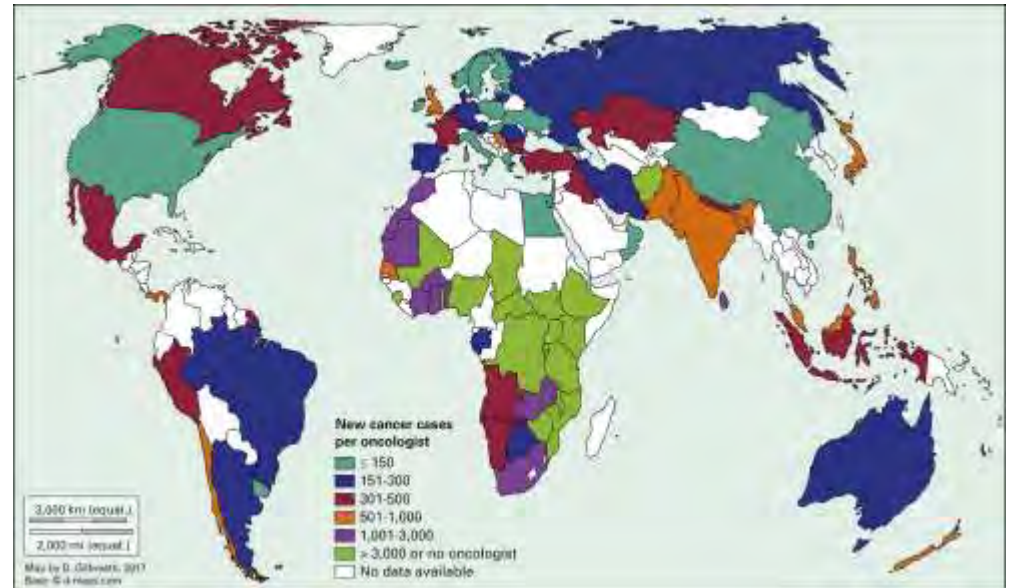 New cancer cases
per oncologist
≤ 150
151-300
301-500
501-1,000
1,001-3,000
> 3,000 or no oncologist
No data available
3,000 km (equat.)
2,000 mi (equat.)
Map by D. 2017
Base: © d-maps.com